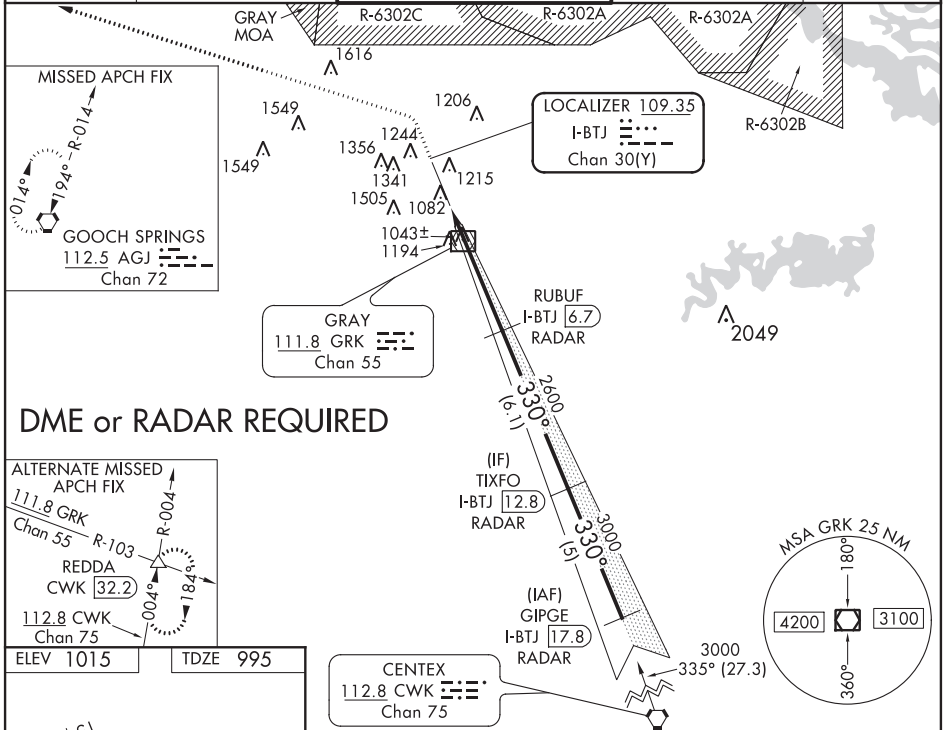 GRAY
MOA
R-6302C
R-6302A
R-6302A
R-6302B
1616
MISSED APCH FIX
R-014
194°
014°
GOOCH SPRINGS
112.5 AGJ
Chan 72
1549
1549
1206
1244
1356
1341
1215
1505
1082
1043±
1194
LOCALIZER 109.35
I-BTJ
Chan 30(Y)
GRAY
111.8 GRK
Chan 55
RUBUF
I-BTJ 6.7
RADAR
2049
2600
330°
(6.1)
DME or RADAR REQUIRED
(IF)
TIXFO
I-BTJ 12.8
RADAR
3000
330°
(5)
ALTERNATE MISSED
APCH FIX
111.8 GRK
Chan 55
R-103
R-004
REDDA
CWK 32.2
004°
184°
112.8 CWK
Chan 75
(IAF)
GIPGE
I-BTJ 17.8
RADAR
MSA GRK 25 NM
180°
4200
3100
360°
ELEV 1015
TDZE 995
CENTEX
112.8 CWK
Chan 75
3000
335° (27.3)